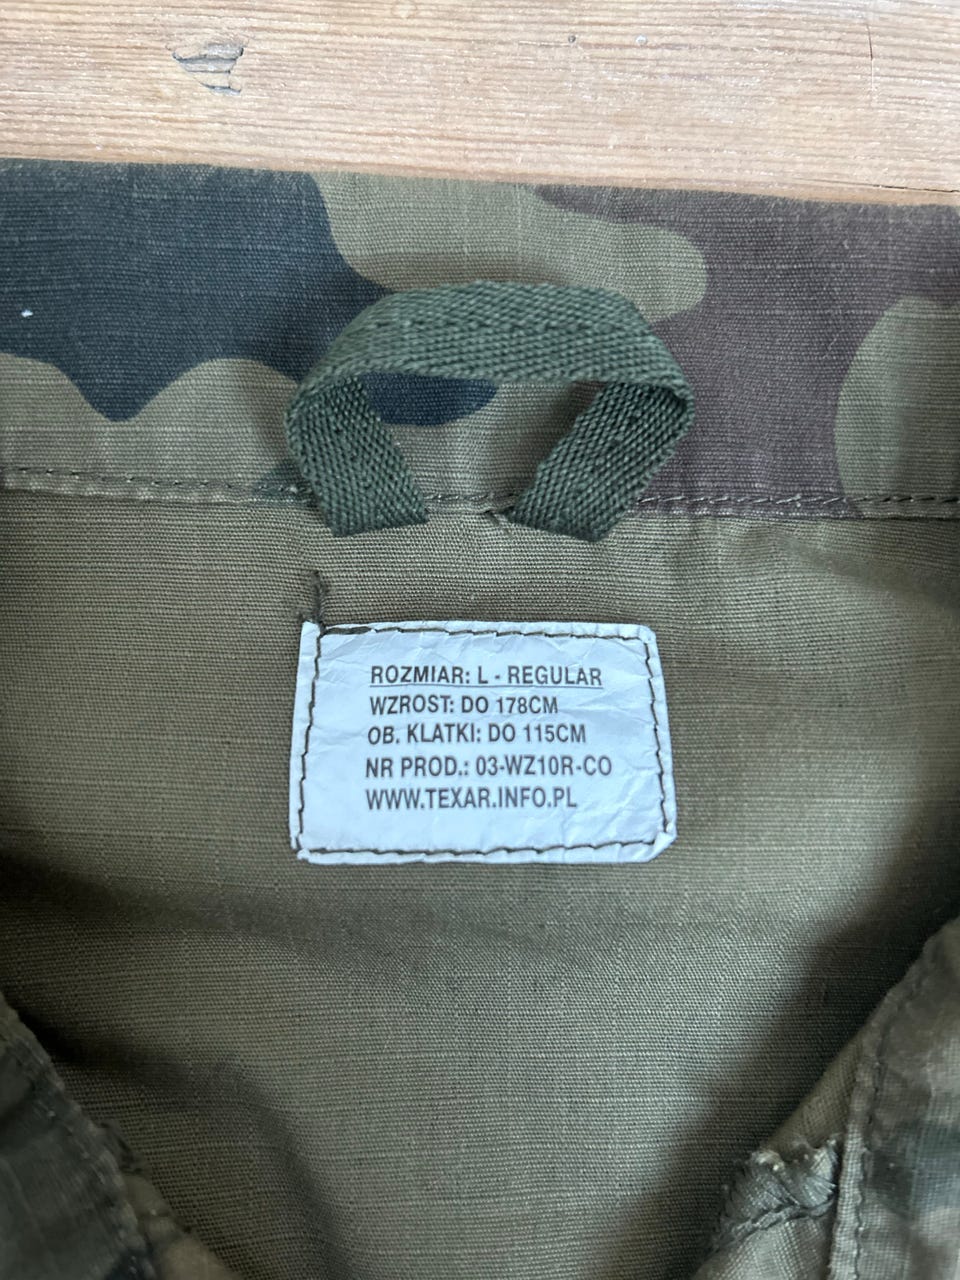 ROZMIAR: L - REGULAR
WZROST: DO 178CM
OB. KLATKI: DO 115CM
NR PROD.: 03-WZ10R-CO
WWW.TEXAR.INFO.PL